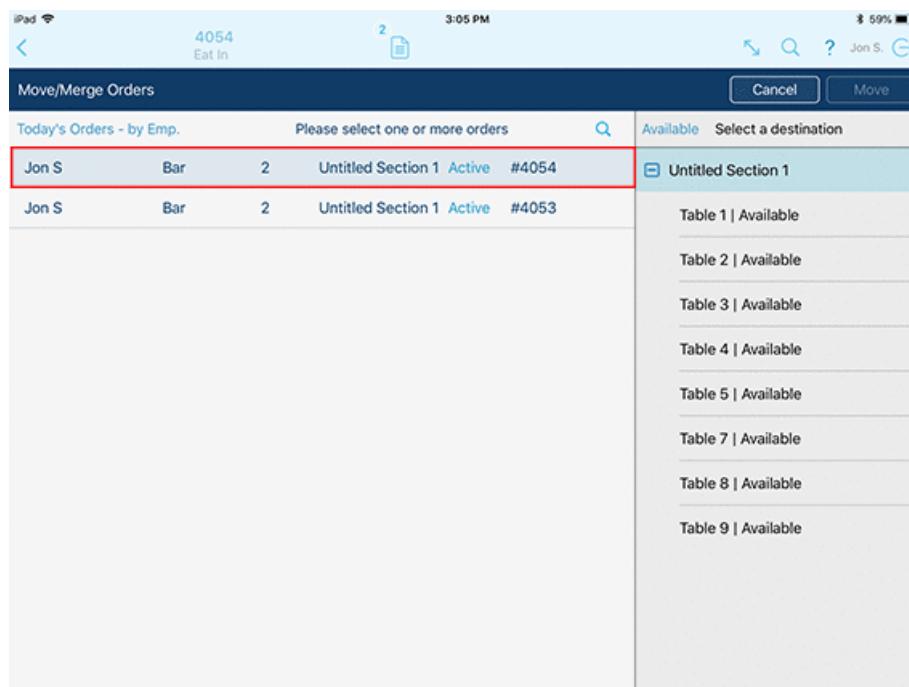 iPad 3:05 PM 59%
4054 2 ? Jon S.
Eat In
Move/Merge Orders Cancel Move
Today's Orders - by Emp. Please select one or more orders Available Select a destination
Jon S Bar 2 Untitled Section 1 Active #4054 Untitled Section 1
Jon S Bar 2 Untitled Section 1 Active #4053 Table 1 | Available
Table 2 | Available
Table 3 | Available
Table 4 | Available
Table 5 | Available
Table 7 | Available
Table 8 | Available
Table 9 | Available